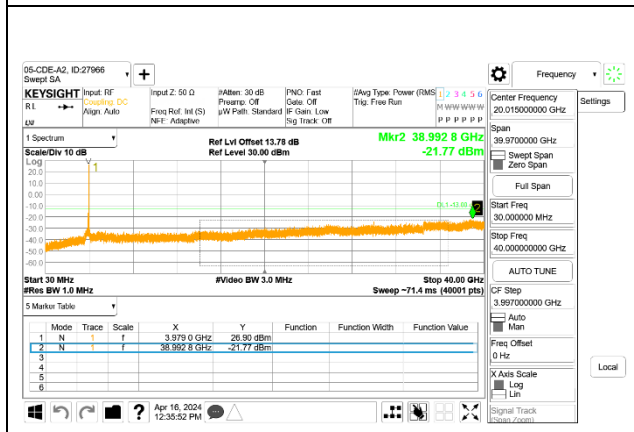 05-CDE-A2, ID:27966
Swept SA
Frequency
Settings
KEYSIGHT
RL
Input: RF
Coupling: DC
Align: Auto
Input Z: 50 Ω
Freq Ref: Int (S)
NFE: Adaptive
#Atten: 30 dB
Preamp: Off
µW Path: Standard
PNO: Fast
Gate: Off
IF Gain: Low
Sig Track: Off
#Avg Type: Power (RMS
Trig: Free Run
1 2 3 4 5 6
M W W W W W
P P P P P P
1 Spectrum
Scale/Div 10 dB
Ref Lvl Offset 13.78 dB
Ref Level 30.00 dBm
Mkr2 38.992 8 GHz
-21.77 dBm
Log
1
20.0
10.0
0.00
-10.0
2
-20.0
-30.0
-40.0
-50.0
-60.0
Start 30 MHz
#Res BW 1.0 MHz
#Video BW 3.0 MHz
Stop 40.00 GHz
Sweep ~71.4 ms (40001 pts)
5 Marker Table
Mode Trace Scale X Y Function Function Width Function Value
1 N 1 f 3.979 0 GHz 26.90 dBm
2 N 1 f 38.992 8 GHz -21.77 dBm
3
4
5
6
Apr 16, 2024
12:35:52 PM
Center Frequency
20.015000000 GHz
Span
39.9700000 GHz
Swept Span
Zero Span
Full Span
Start Freq
30.000000 MHz
Stop Freq
40.000000000 GHz
AUTO TUNE
CF Step
3.997000000 GHz
Auto
Man
Freq Offset
0 Hz
X Axis Scale
Log
Lin
Signal Track
(Span Zoom)
Local